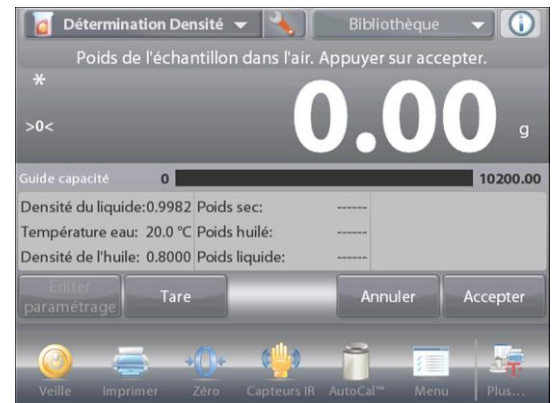 Détermination Densité Bibliothèque
Poids de l'échantillon dans l'air. Appuyer sur accepter.
*
>0< 0.00 g
Guide capacité 0 10200.00
Densité du liquide:0.9982 Poids sec: ------
Température eau: 20.0 °C Poids huilé: ------
Densité de l'huile: 0.8000 Poids liquide: ------
Editer paramétrage Tare Annuler Accepter
Veille Imprimer Zéro Capteurs IR AutoCal™ Menu Plus...